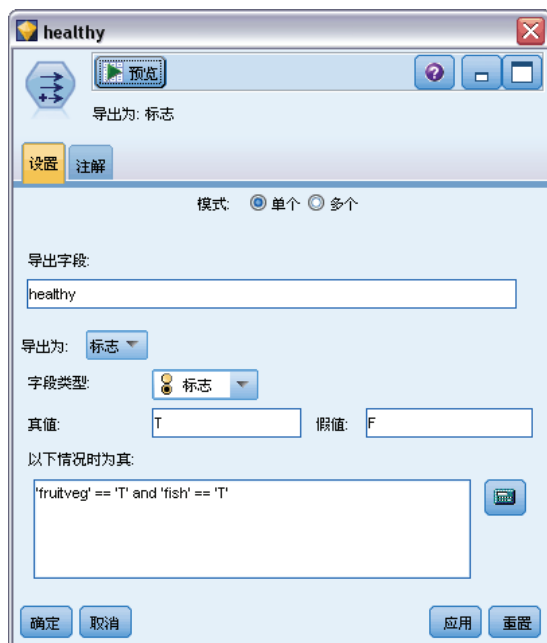 healthy
预览
导出为: 标志
设置 注解
模式: 单个 多个
导出字段:
healthy
导出为: 标志
字段类型: 标志
真值: T 假值: F
以下情况时为真:
'fruitveg' == 'T' and 'fish' == 'T'
确定 取消 应用 重置